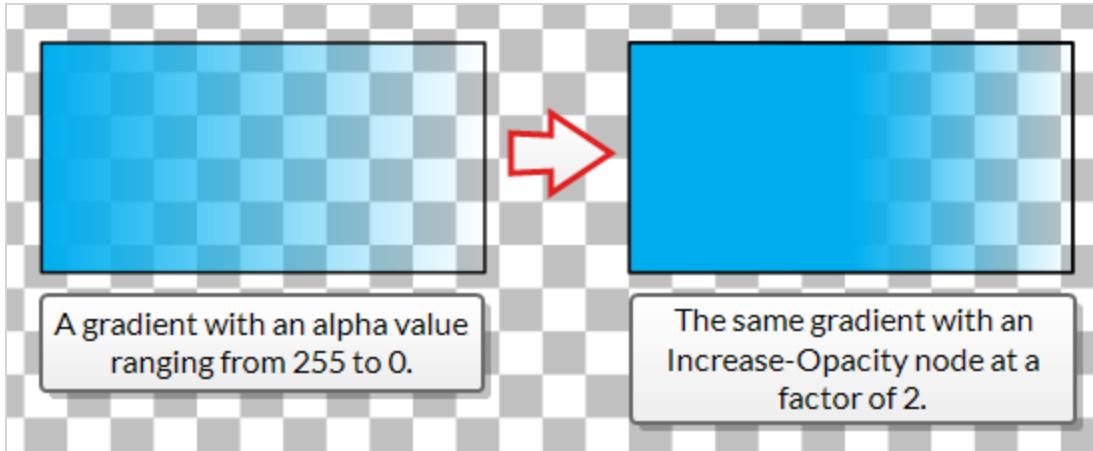 A gradient with an alpha value
ranging from 255 to 0.
The same gradient with an
Increase-Opacity node at a
factor of 2.